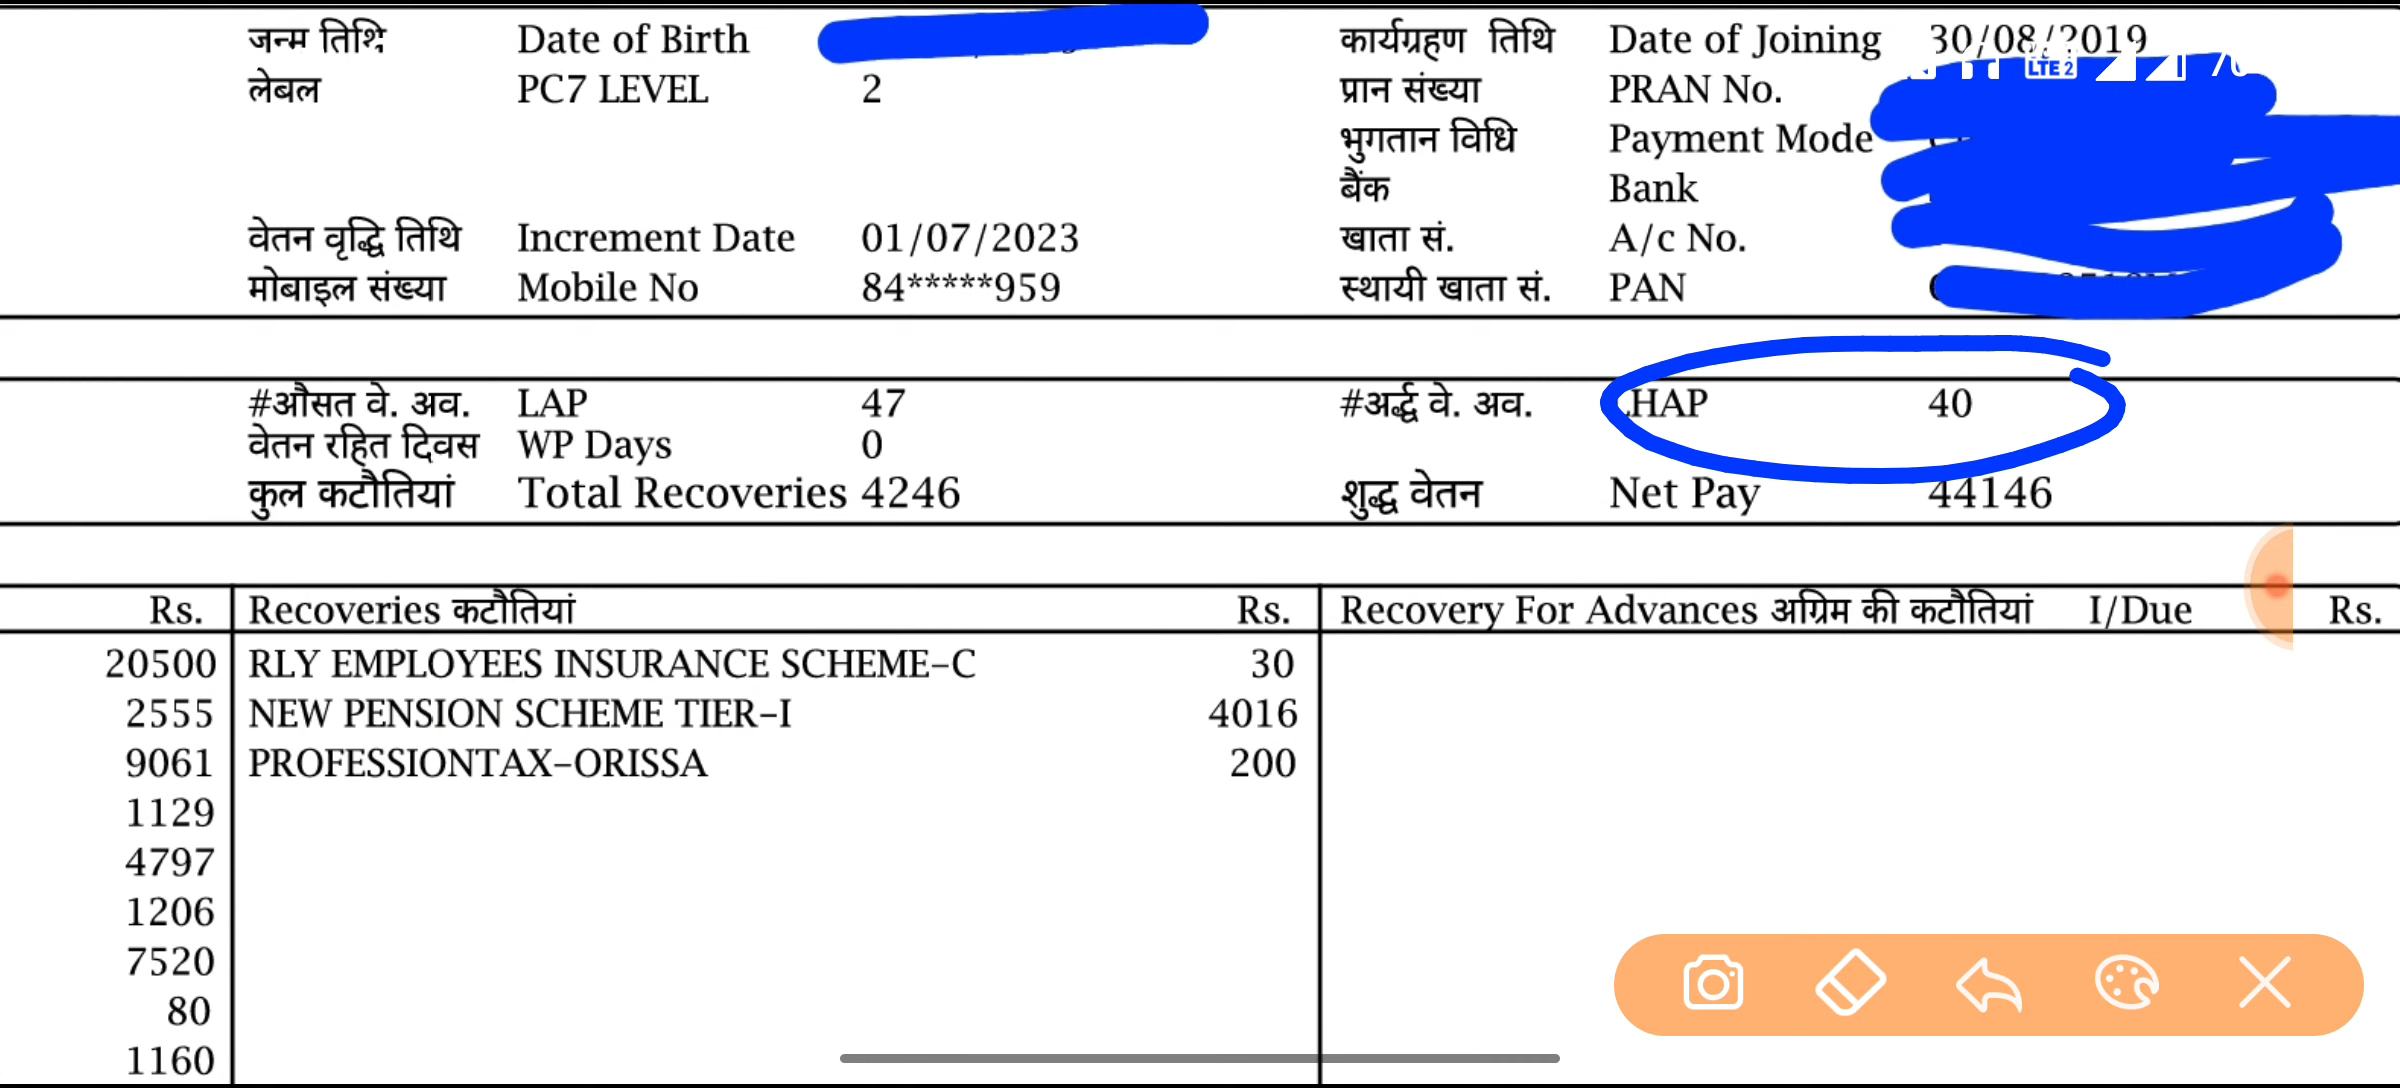 जन्म तिथि Date of Birth कार्यग्रहण तिथि Date of Joining 30/08/2019
लेबल PC7 LEVEL 2 प्रान संख्या PRAN No. LTE 2
भुगतान विधि Payment Mode
बैंक Bank
वेतन वृद्धि तिथि Increment Date 01/07/2023 खाता सं. A/c No.
मोबाइल संख्या Mobile No 84*****959 स्थायी खाता सं. PAN
#औसत वे. अव. LAP 47 #अर्द्ध वे. अव. LHAP 40
वेतन रहित दिवस WP Days 0
कुल कटौतियां Total Recoveries 4246 शुद्ध वेतन Net Pay 44146
Rs. Recoveries कटौतियां Rs. Recovery For Advances अग्रिम की कटौतियां I/Due Rs.
20500 RLY EMPLOYEES INSURANCE SCHEME-C 30
2555 NEW PENSION SCHEME TIER-I 4016
9061 PROFESSIONTAX-ORISSA 200
1129
4797
1206
7520
80
1160